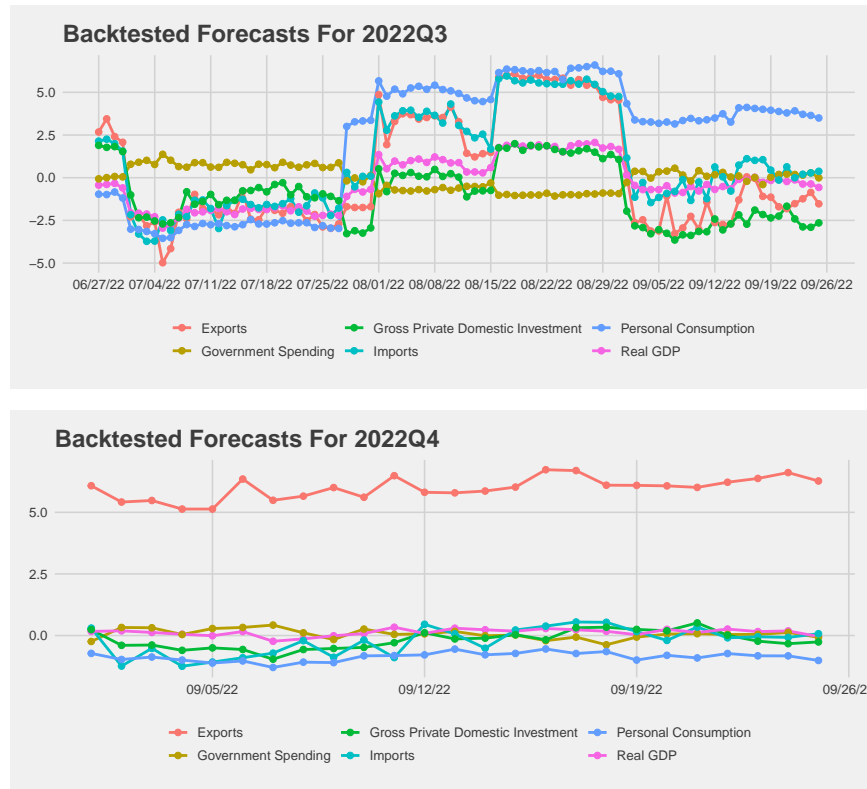 Backtested Forecasts For 2022Q3
5.0
2.5
0.0
−2.5
−5.0
06/27/22 07/04/22 07/11/22 07/18/22 07/25/22 08/01/22 08/08/22 08/15/22 08/22/22 08/29/22 09/05/22 09/12/22 09/19/22 09/26/22
Exports Gross Private Domestic Investment Personal Consumption
Government Spending Imports Real GDP
Backtested Forecasts For 2022Q4
5.0
2.5
0.0
09/05/22 09/12/22 09/19/22 09/26/2
Exports Gross Private Domestic Investment Personal Consumption
Government Spending Imports Real GDP